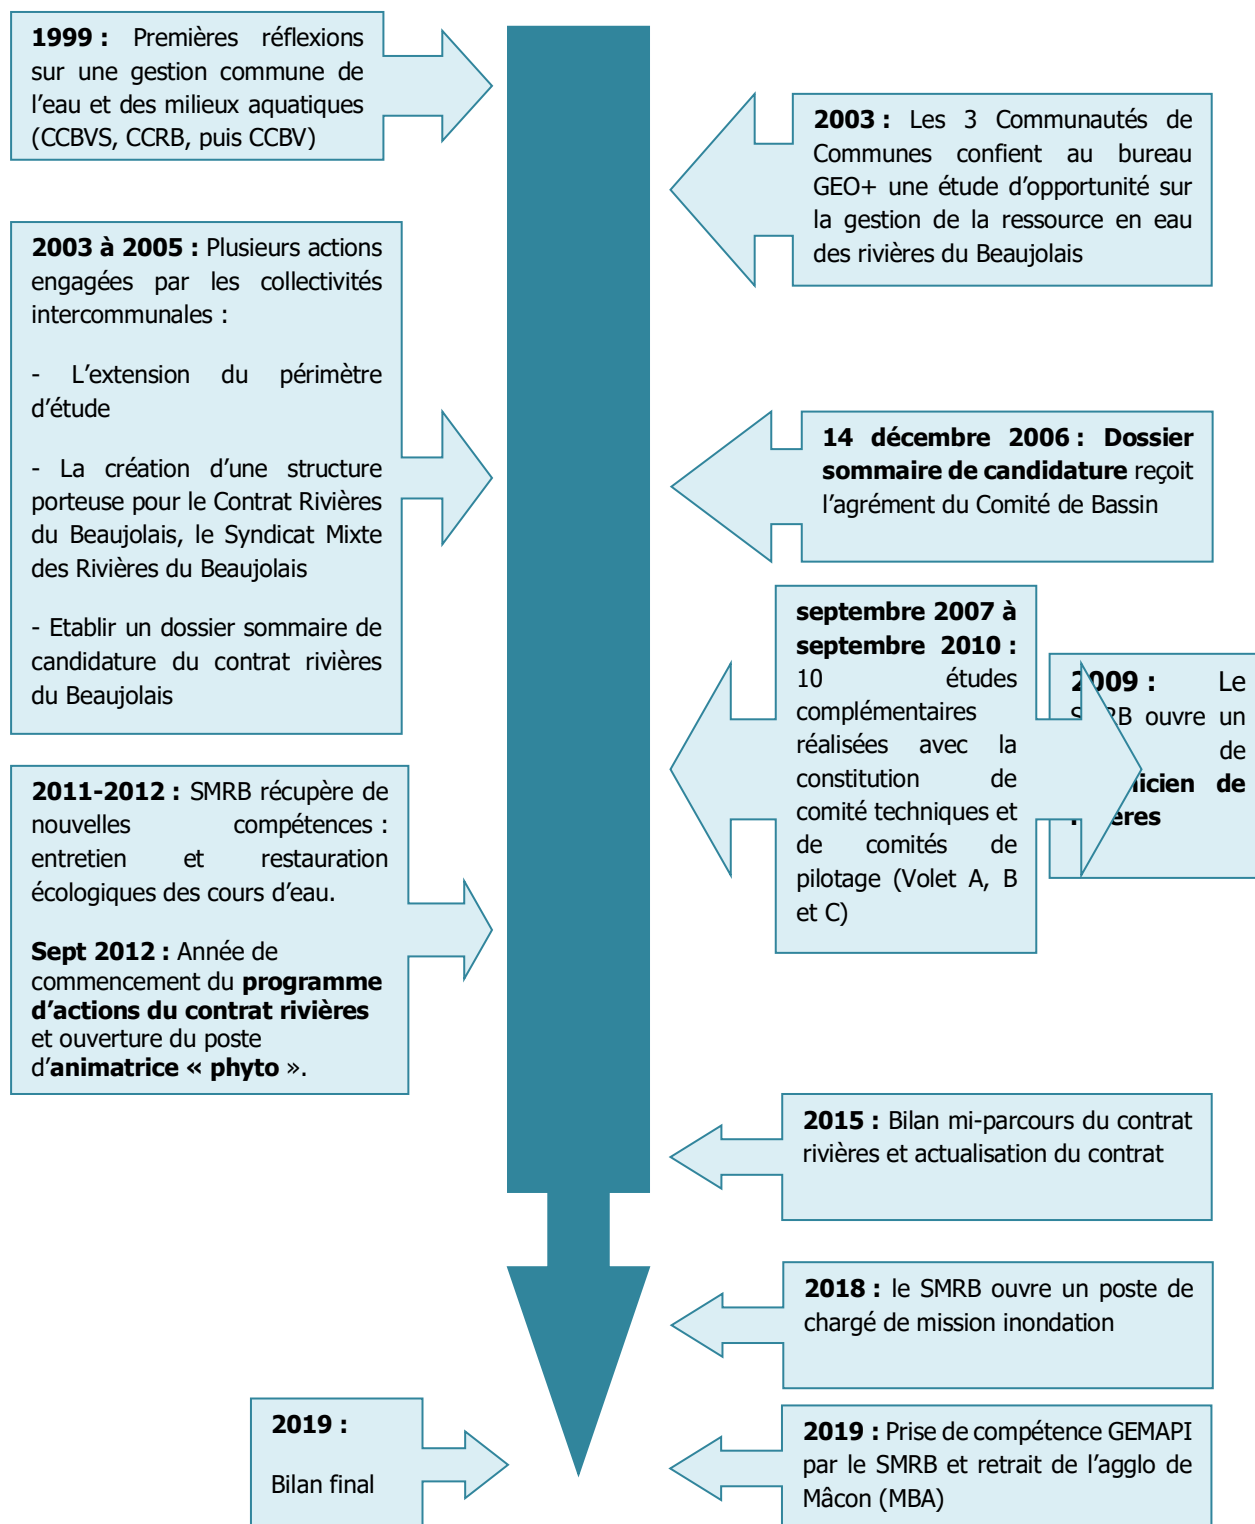 1999 : Premières réflexions
sur une gestion commune de
l’eau et des milieux aquatiques
(CCBVS, CCRB, puis CCBV)
2003 : Les 3 Communautés de
Communes confient au bureau
GEO+ une étude d’opportunité sur
la gestion de la ressource en eau
des rivières du Beaujolais
2003 à 2005 : Plusieurs actions
engagées par les collectivités
intercommunales :
- L’extension du périmètre
d’étude
- La création d’une structure
porteuse pour le Contrat Rivières
du Beaujolais, le Syndicat Mixte
des Rivières du Beaujolais
- Etablir un dossier sommaire de
candidature du contrat rivières
du Beaujolais
14 décembre 2006 : Dossier
sommaire de candidature reçoit
l’agrément du Comité de Bassin
septembre 2007 à
septembre 2010 :
10 études
complémentaires
réalisées avec la
constitution de
comité techniques et
de comités de
pilotage (Volet A, B
et C)
2009 : Le
ouvre un
de
de
2011-2012 : SMRB récupère de
nouvelles compétences :
entretien et restauration
écologiques des cours d’eau.
Sept 2012 : Année de
commencement du programme
d’actions du contrat rivières
et ouverture du poste
d’animatrice « phyto ».
2015 : Bilan mi-parcours du contrat
rivières et actualisation du contrat
2018 : le SMRB ouvre un poste de
chargé de mission inondation
2019 :
Bilan final
2019 : Prise de compétence GEMAPI
par le SMRB et retrait de l’agglo de
Mâcon (MBA)